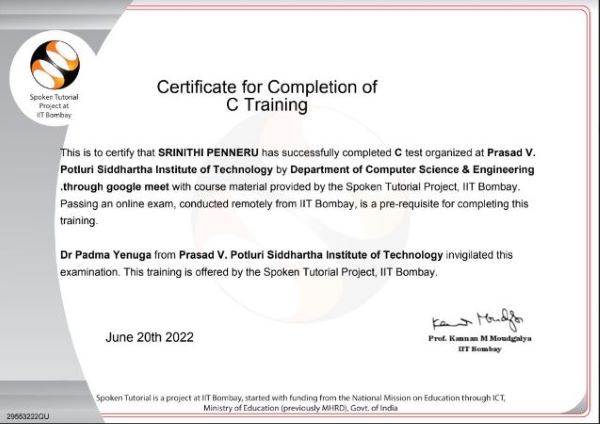 Spoken Tutorial
Project at
IIT Bombay
Certificate for Completion of
C Training
This is to certify that SRINITHI PENNERU has successfully completed C test organized at Prasad V.
Potluri Siddhartha Institute of Technology by Department of Computer Science & Engineering
.through google meet with course material provided by the Spoken Tutorial Project, IIT Bombay.
Passing an online exam, conducted remotely from IIT Bombay, is a pre-requisite for completing this
training.
Dr Padma Yenuga from Prasad V. Potluri Siddhartha Institute of Technology invigilated this
examination. This training is offered by the Spoken Tutorial Project, IIT Bombay.
June 20th 2022
Kannan Moudgalya
Prof. Kannan M Moudgalya
IIT Bombay
Spoken Tutorial is a project at IIT Bombay, started with funding from the National Mission on Education through ICT,
Ministry of Education (previously MHRD), Govt. of India
29553222GU